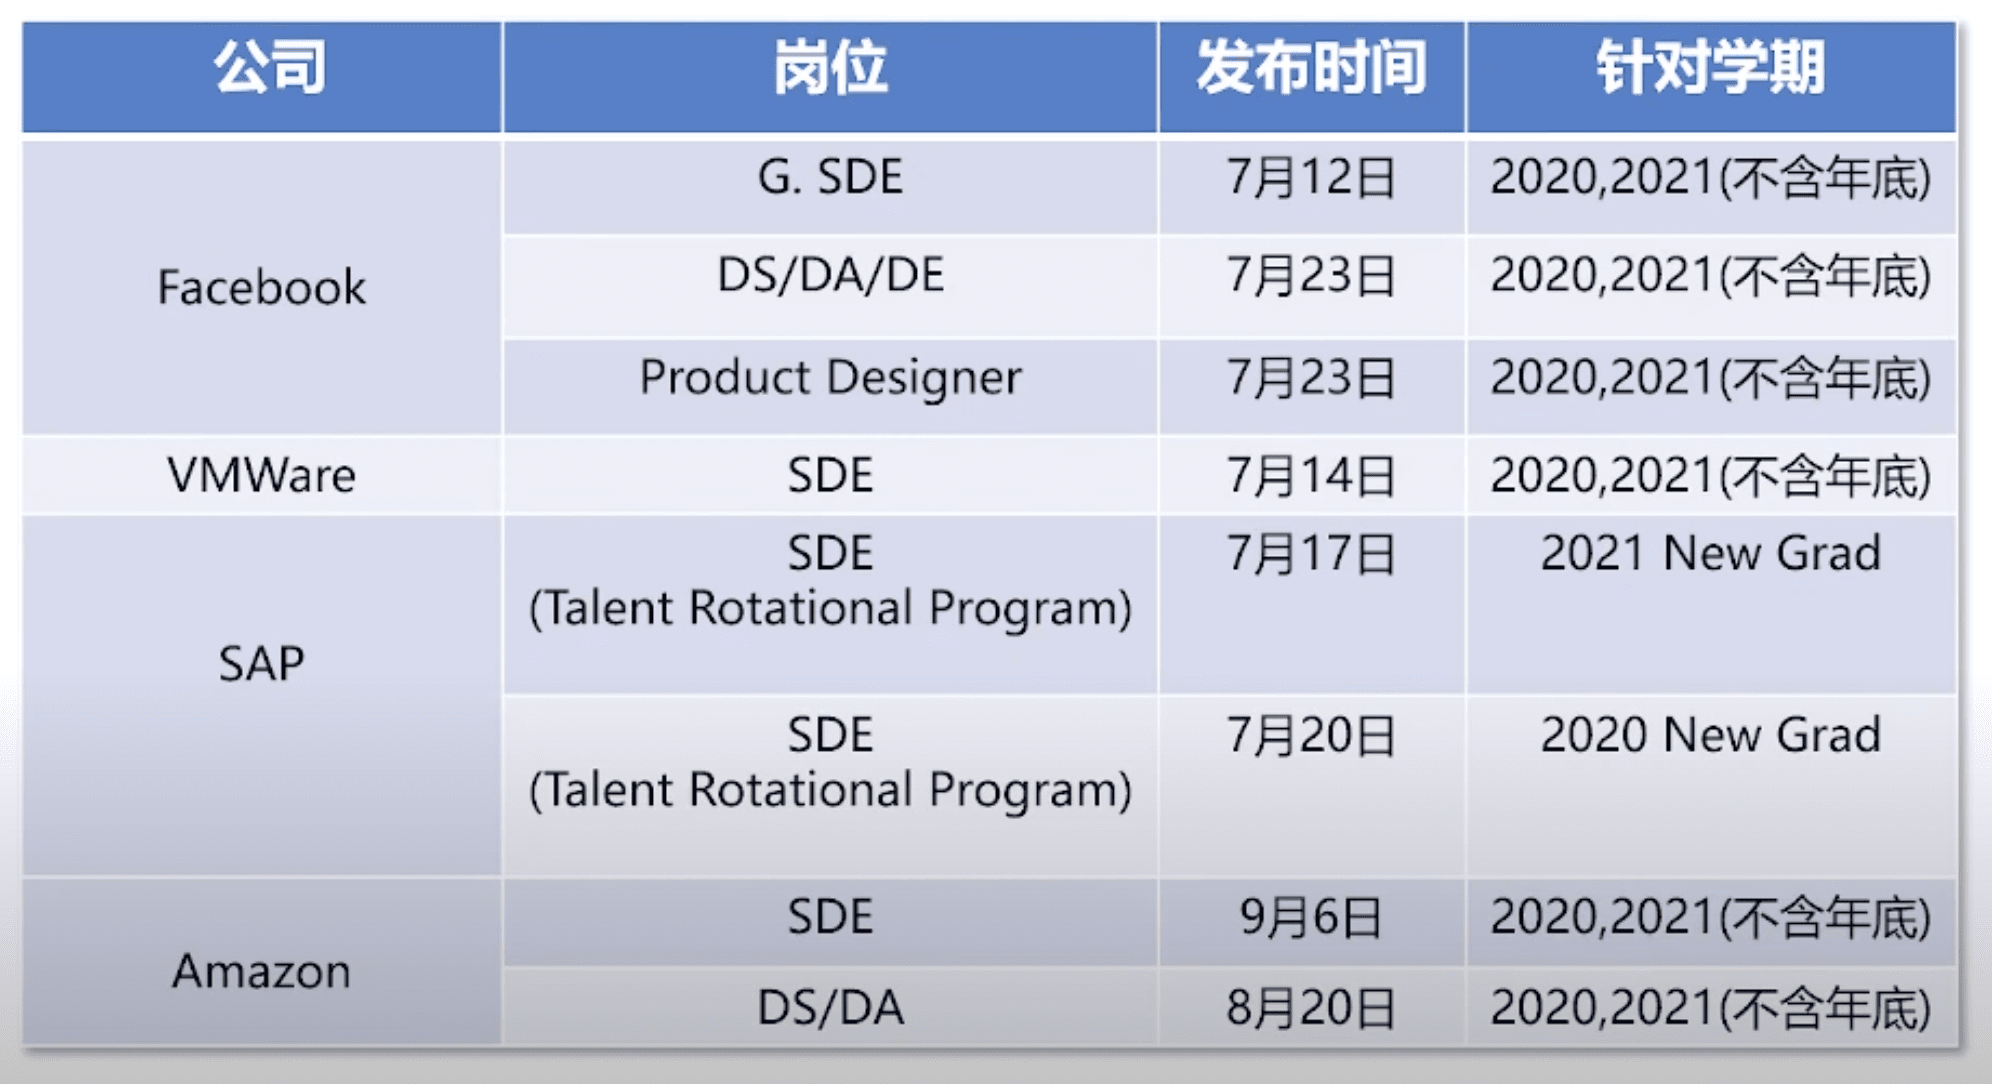 公司 岗位 发布时间 针对学期
Facebook
G. SDE 7月12日 2020,2021(不含年底)
DS/DA/DE 7月23日 2020,2021(不含年底)
Product Designer 7月23日 2020,2021(不含年底)
VMWare SDE 7月14日 2020,2021(不含年底)
SAP
SDE 7月17日 2021 New Grad
(Talent Rotational Program)
SDE 7月20日 2020 New Grad
(Talent Rotational Program)
Amazon
SDE 9月6日 2020,2021(不含年底)
DS/DA 8月20日 2020,2021(不含年底)